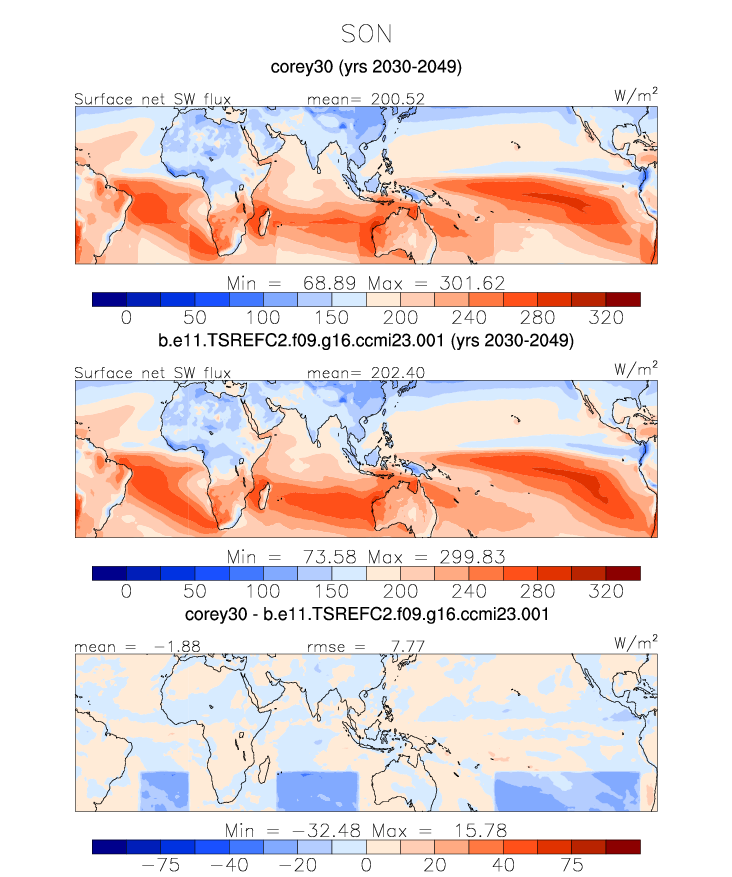 SON
corey30 (yrs 2030-2049)
Surface net SW flux mean= 200.52 W/m²
Min = 68.89 Max = 301.62
0 50 100 150 200 240 280 320
b.e11.TSREFC2.f09.g16.ccmi23.001 (yrs 2030-2049)
Surface net SW flux mean= 202.40 W/m²
Min = 73.58 Max = 299.83
0 50 100 150 200 240 280 320
corey30 - b.e11.TSREFC2.f09.g16.ccmi23.001
mean = -1.88 rmse = 7.77 W/m²
Min = -32.48 Max = 15.78
-75 -40 -20 0 20 40 75